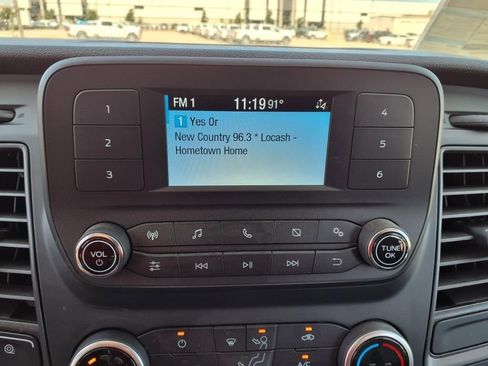 FM 1 11:19 91°
1 Yes Or
New Country 96.3 * Locash -
Hometown Home
1
2
3
4
5
6
VOL
TUNE
OK
A/C